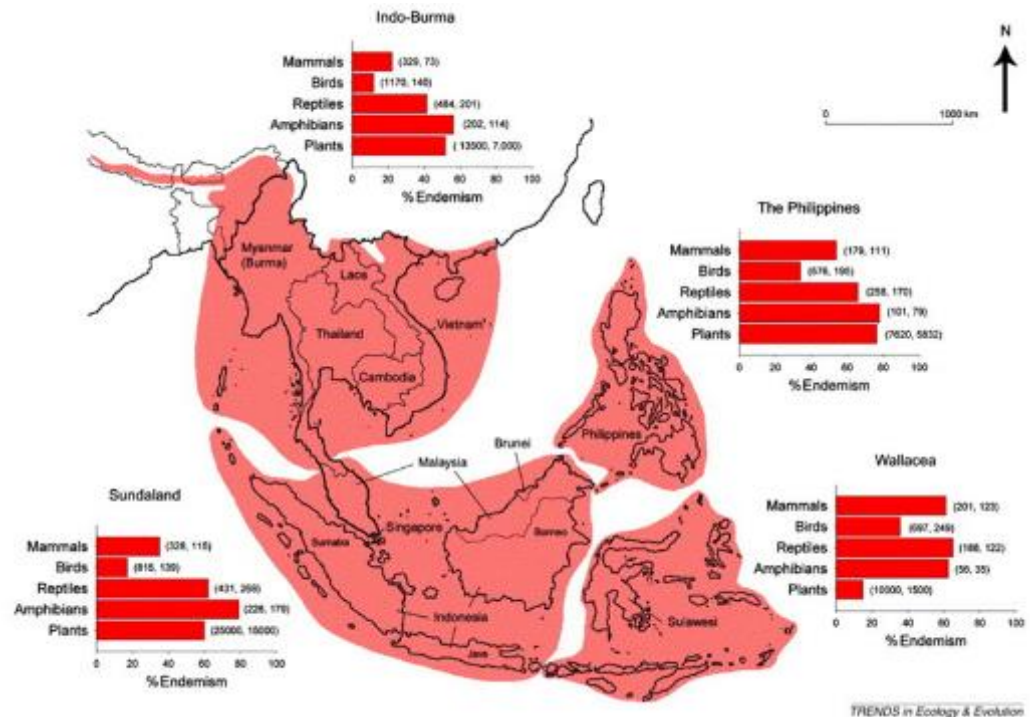 Indo-Burma
Mammals (329, 73)
Birds (1170, 140)
Reptiles (484, 201)
Amphibians (202, 114)
Plants (13500, 7,000)
0 20 40 60 80 100
% Endemism
N
0 1000 km
The Philippines
Mammals (179, 111)
Birds (576, 195)
Reptiles (258, 170)
Amphibians (101, 79)
Plants (7620, 5832)
0 20 40 60 80 100
% Endemism
Myanmar
(Burma)
Laos
Thailand
Vietnam
Cambodia
Philippines
Brunei
Malaysia
Singapore
Sumatra
Borneo
Indonesia
Java
Sulawesi
Wallacea
Mammals (201, 123)
Birds (697, 249)
Reptiles (188, 122)
Amphibians (56, 35)
Plants (10000, 1500)
0 20 40 60 80 100
% Endemism
Sundaland
Mammals (328, 115)
Birds (815, 139)
Reptiles (431, 268)
Amphibians (226, 179)
Plants (25000, 15000)
0 20 40 60 80 100
% Endemism
TRENDS in Ecology & Evolution